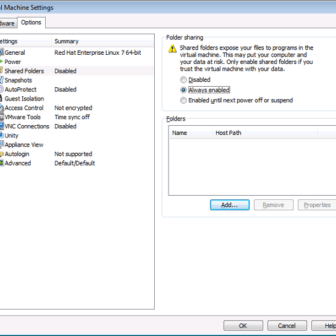 al Machine Settings
dware Options
ettings Summary
General Red Hat Enterprise Linux 7 64-bit
Power
Shared Folders Disabled
Snapshots
AutoProtect Disabled
Guest Isolation
Access Control Not encrypted
VMware Tools Time sync off
VNC Connections Disabled
Unity
Appliance View
Autologin Not supported
Advanced Default/Default
Folder sharing
Shared folders expose your files to programs in the
virtual machine. This may put your computer and
your data at risk. Only enable shared folders if you
trust the virtual machine with your data.
Disabled
Always enabled
Enabled until next power off or suspend
Folders
Name Host Path
Add... Remove Properties
OK Cancel Help